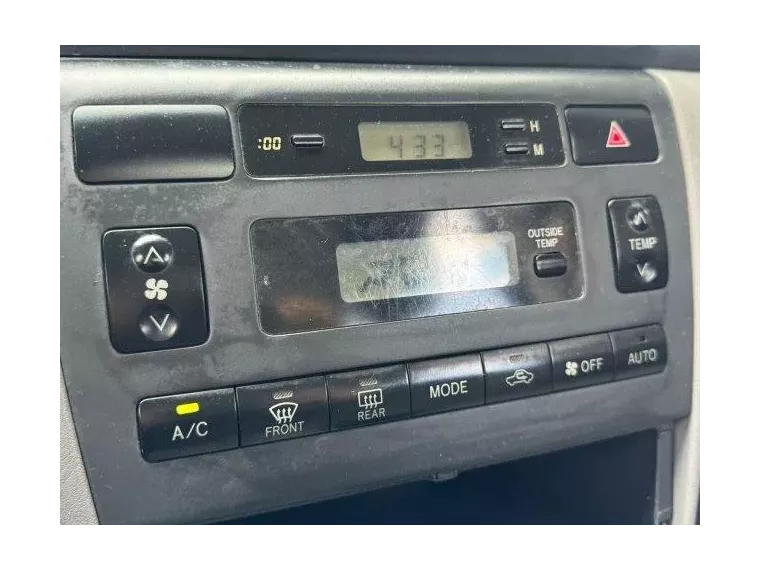 :00 433 H
M
OUTSIDE
TEMP
TEMP
A/C
FRONT
REAR
MODE
OFF
AUTO